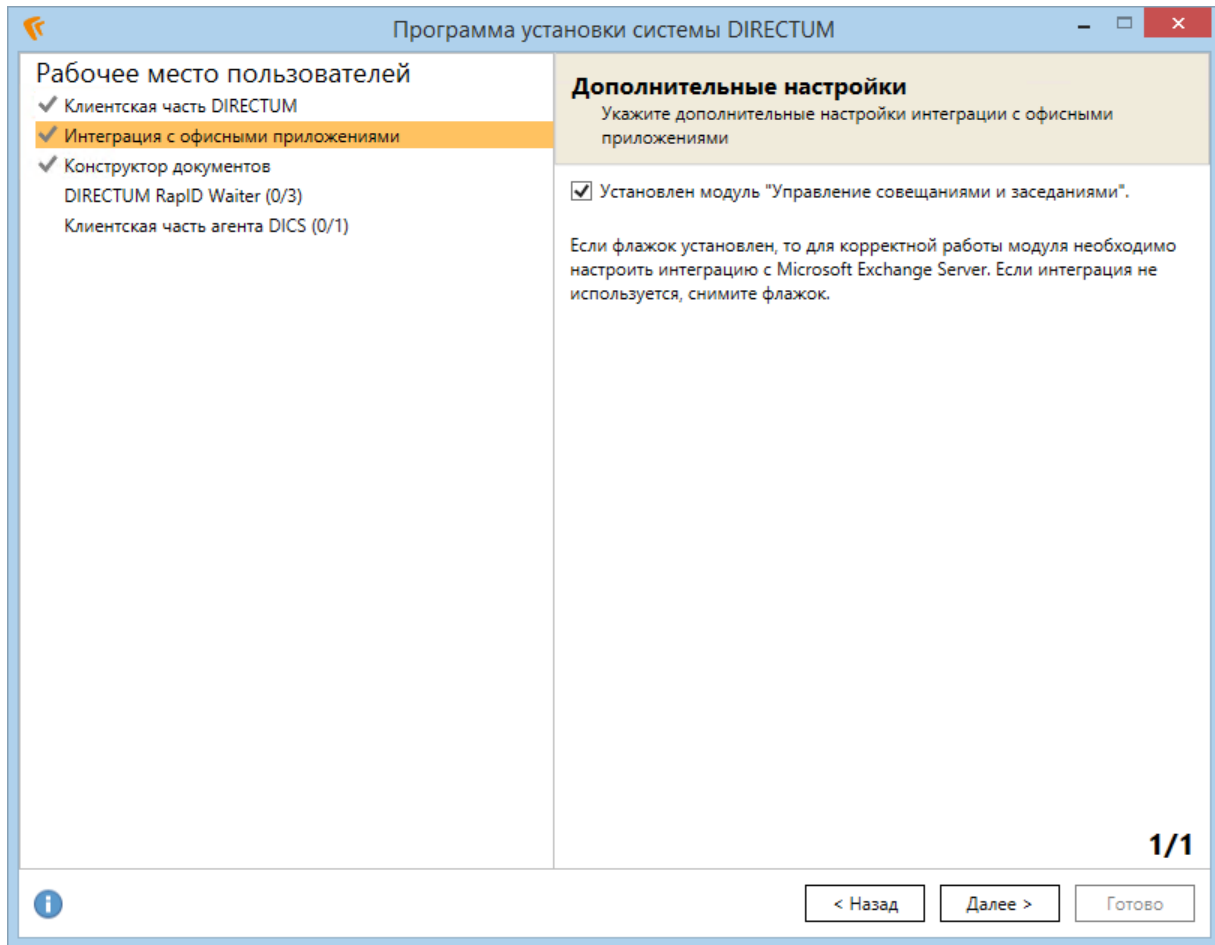 Программа установки системы DIRECTUM
Рабочее место пользователей
Клиентская часть DIRECTUM
Интеграция с офисными приложениями
Конструктор документов
DIRECTUM RapID Waiter (0/3)
Клиентская часть агента DICS (0/1)
Дополнительные настройки
Укажите дополнительные настройки интеграции с офисными
приложениями
Установлен модуль "Управление совещаниями и заседаниями".
Если флажок установлен, то для корректной работы модуля необходимо
настроить интеграцию с Microsoft Exchange Server. Если интеграция не
используется, снимите флажок.
1/1
< Назад
Далее >
Готово